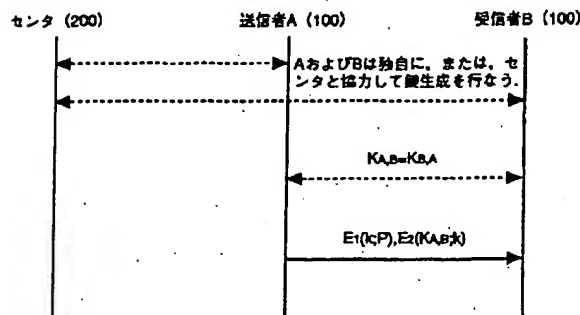 センタ (200) 送信者A (100) 受信者B (100)
AおよびBは独自に、または、セ
ンタと協力して鍵生成を行なう.
KA,B=KB,A
E1(k;P),E2(KA,B;k)